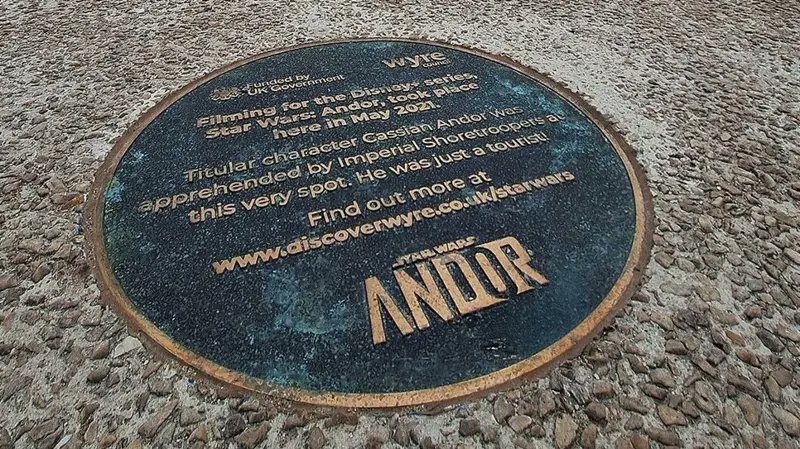 Funded by
UK Government
wyre
Filming for the Disney+ series,
Star Wars: Andor, took place
here in May 2021.
Titular character Cassian Andor was
apprehended by Imperial Shoretroopers at
this very spot. He was just a tourist!
Find out more at
www.discoverwyre.co.uk/starwars
STAR WARS
ANDOR